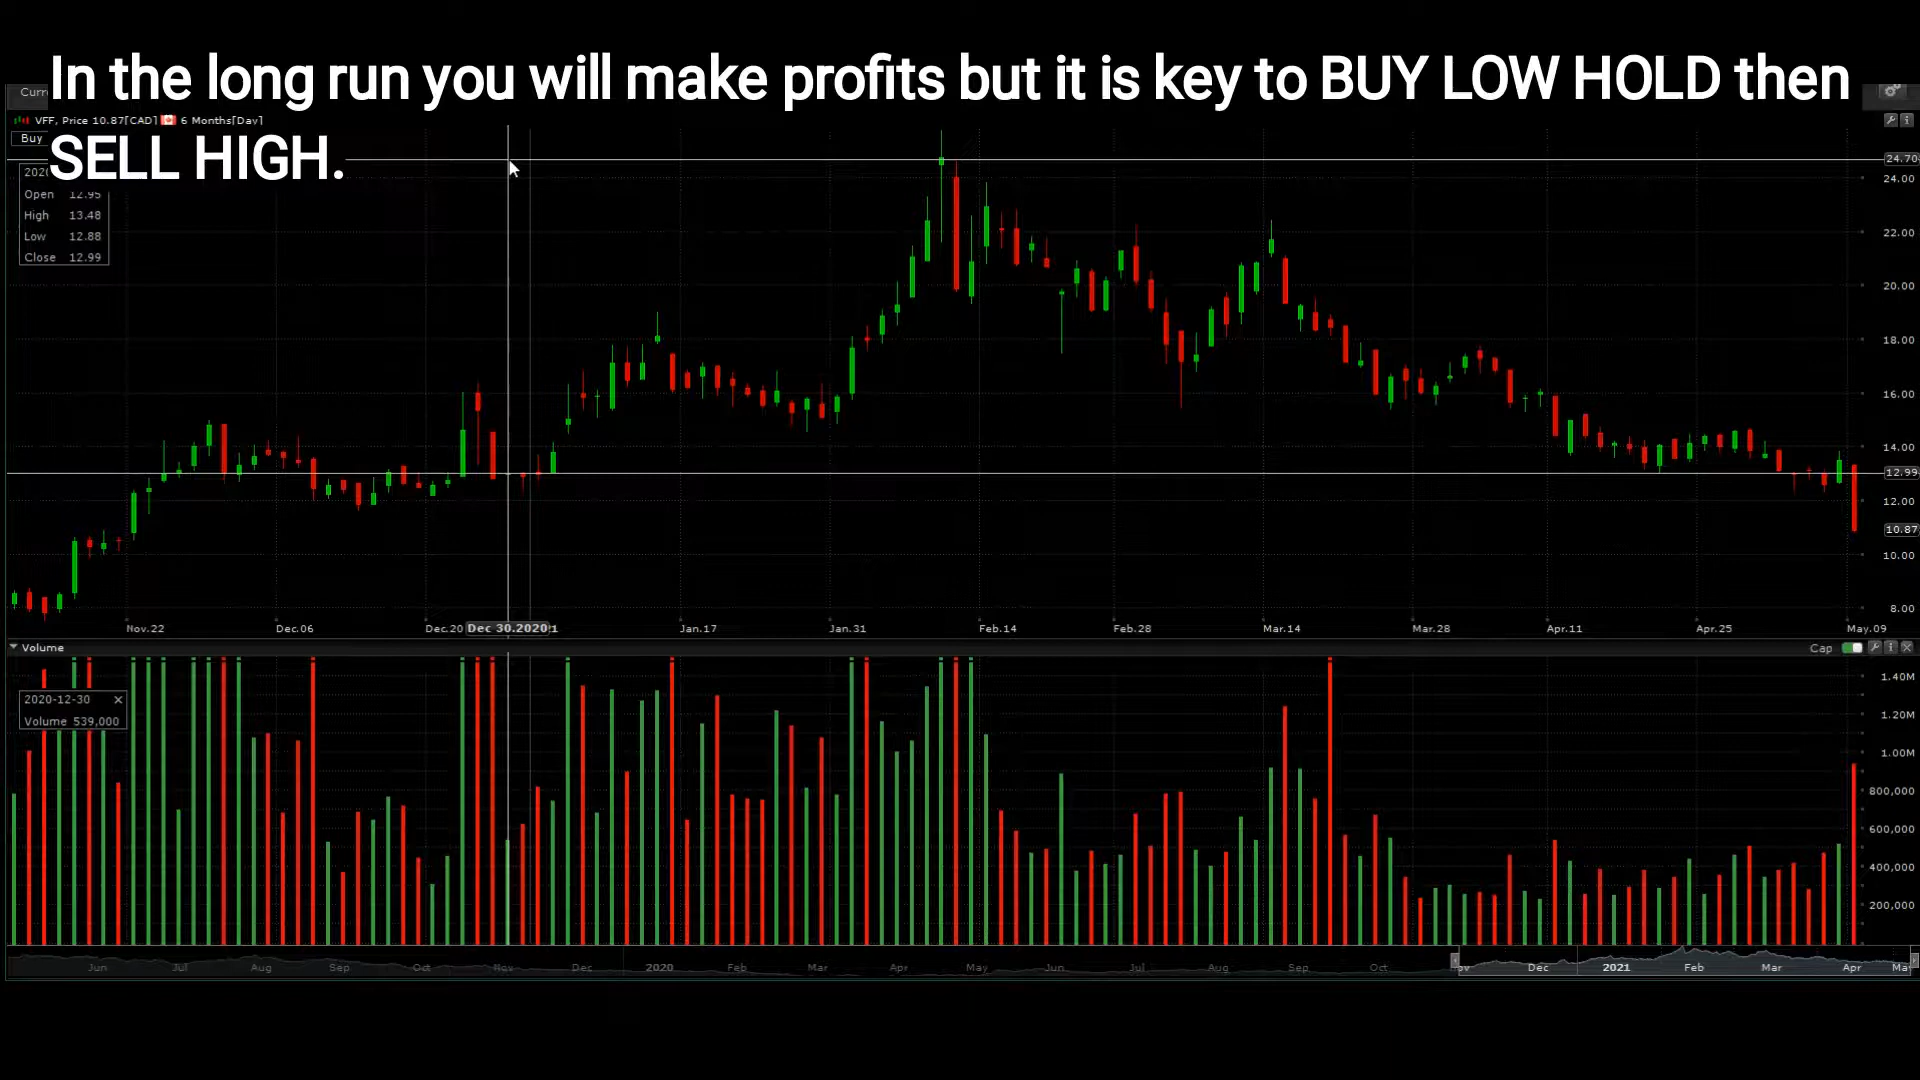 In the long run you will make profits but it is key to BUY LOW HOLD then
SELL HIGH.
Curr
VFF, Price 10.87[CAD] 6 Months[Day]
Buy
2020
Open 12.95
High 13.48
Low 12.88
Close 12.99
24.70
24.00
22.00
20.00
18.00
16.00
14.00
12.99
12.00
10.87
10.00
8.00
Nov.22 Dec.06 Dec.20 Dec 30.2020 1 Jan.17 Jan.31 Feb.14 Feb.28 Mar.14 Mar.28 Apr.11 Apr.25 May.09
Volume Cap
2020-12-30
Volume 539,000
1.40M
1.20M
1.00M
800,000
600,000
400,000
200,000
Jun Jul Aug Sep Oct Nov Dec 2020 Feb Mar Apr May Jun Jul Aug Sep Oct ov Dec 2021 Feb Mar Apr Ma